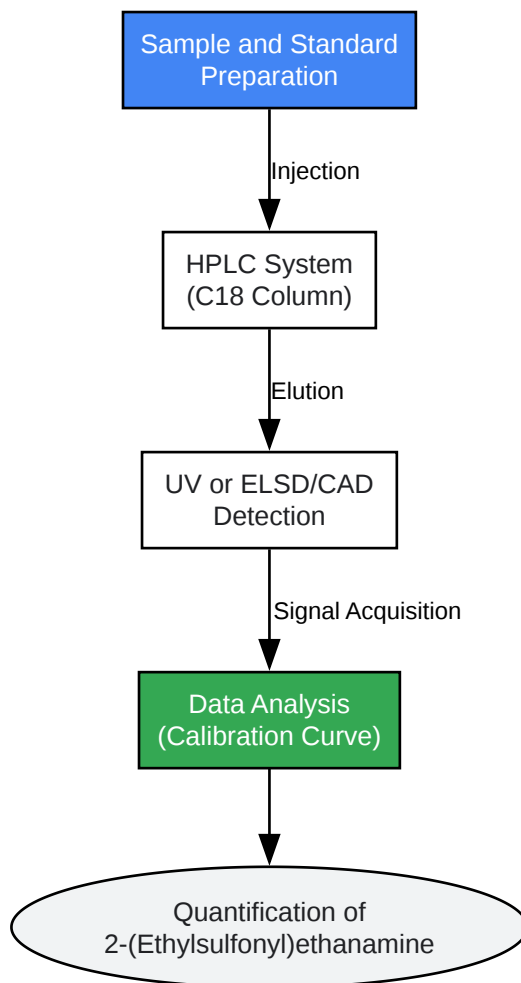 Sample and Standard
Preparation
Injection
HPLC System
(C18 Column)
Elution
UV or ELSD/CAD
Detection
Signal Acquisition
Data Analysis
(Calibration Curve)
Quantification of
2-(Ethylsulfonyl)ethanamine